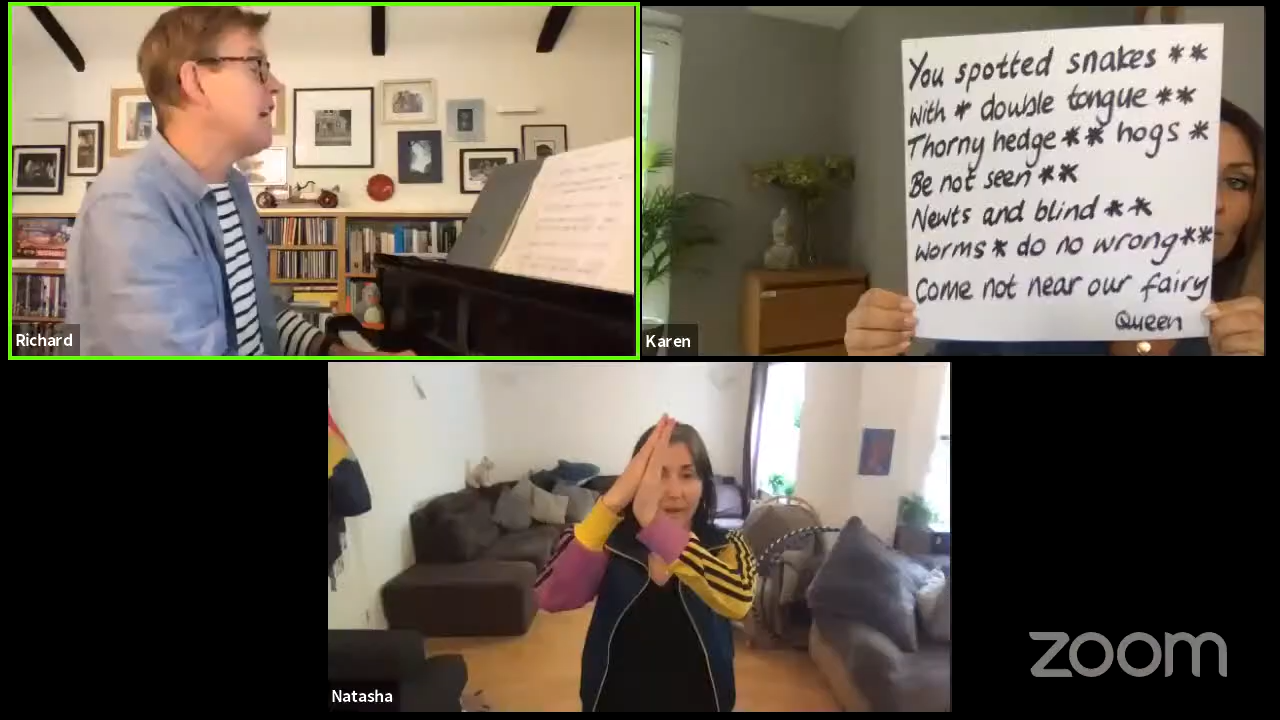 You spotted snakes **
With * double tongue **
Thorny hedge ** hogs *
Be not seen **
Newts and blind **
worms * do no wrong **
Come not near our fairy
Queen
Richard
Karen
Natasha
zoom